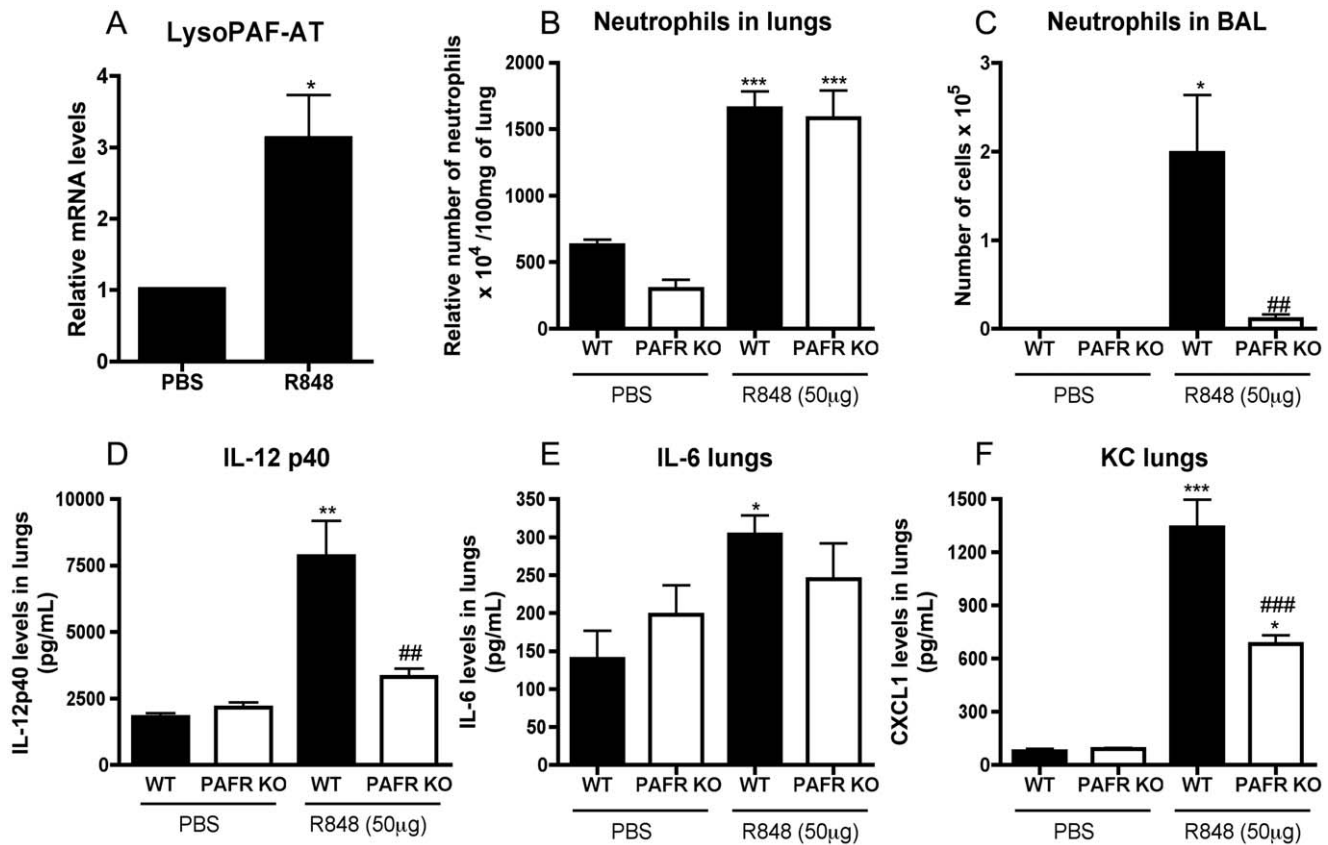 A
LysoPAF-AT
Relative mRNA levels
4
3
2
1
0
*
PBS
R848
B
Neutrophils in lungs
Relative number of neutrophils
x 10⁴ /100mg of lung
2000
1500
1000
500
0
***
***
WT
PAFR KO
WT
PAFR KO
PBS
R848 (50μg)
C
Neutrophils in BAL
Number of cells x 10⁵
3
2
1
0
*
##
WT
PAFR KO
WT
PAFR KO
PBS
R848 (50μg)
D
IL-12 p40
IL-12p40 levels in lungs
(pg/mL)
10000
7500
5000
2500
0
**
##
WT
PAFR KO
WT
PAFR KO
PBS
R848 (50μg)
E
IL-6 lungs
IL-6 levels in lungs
(pg/mL)
350
300
250
200
150
100
50
0
*
WT
PAFR KO
WT
PAFR KO
PBS
R848 (50μg)
F
KC lungs
CXCL1 levels in lungs
(pg/mL)
1500
1200
900
600
300
0
***
###
*
WT
PAFR KO
WT
PAFR KO
PBS
R848 (50μg)